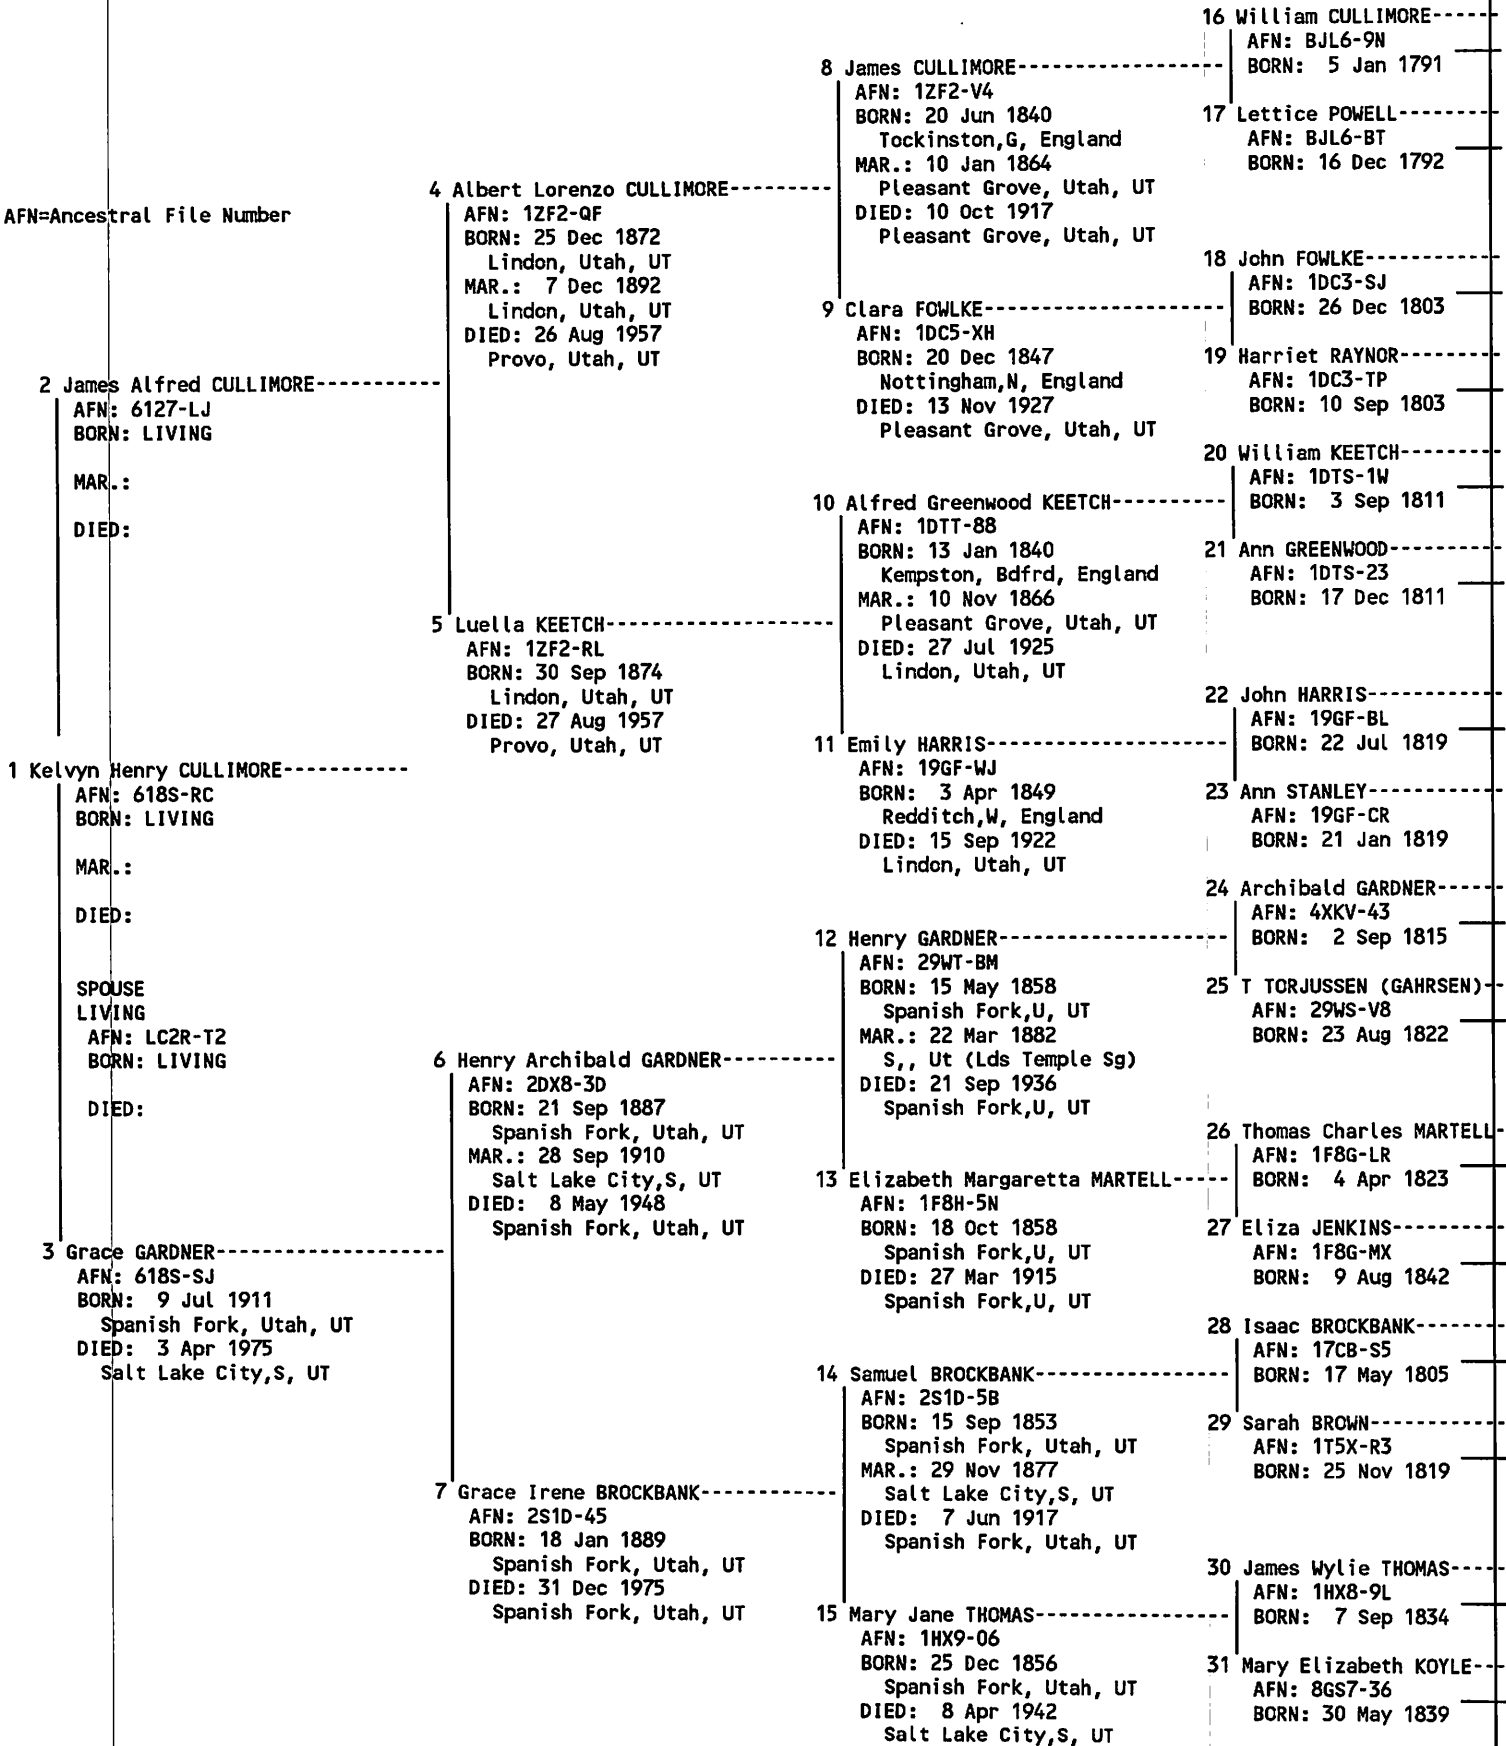 AFN=Ancestral File Number
2 James Alfred CULLIMORE-----------
AFN: 6127-LJ
BORN: LIVING
MAR.:
DIED:
1 Kelvyn Henry CULLIMORE-----------
AFN: 618S-RC
BORN: LIVING
MAR.:
DIED:
SPOUSE
LIVING
AFN: LC2R-T2
BORN: LIVING
DIED:
3 Grace GARDNER--------------------
AFN: 618S-SJ
BORN: 9 Jul 1911
Spanish Fork, Utah, UT
DIED: 3 Apr 1975
Salt Lake City,S, UT
4 Albert Lorenzo CULLIMORE---------
AFN: 1ZF2-QF
BORN: 25 Dec 1872
Lindon, Utah, UT
MAR.: 7 Dec 1892
Lindon, Utah, UT
DIED: 26 Aug 1957
Provo, Utah, UT
5 Luella KEETCH--------------------
AFN: 1ZF2-RL
BORN: 30 Sep 1874
Lindon, Utah, UT
DIED: 27 Aug 1957
Provo, Utah, UT
6 Henry Archibald GARDNER----------
AFN: 2DX8-3D
BORN: 21 Sep 1887
Spanish Fork, Utah, UT
MAR.: 28 Sep 1910
Salt Lake City,S, UT
DIED: 8 May 1948
Spanish Fork, Utah, UT
7 Grace Irene BROCKBANK------------
AFN: 2S1D-45
BORN: 18 Jan 1889
Spanish Fork, Utah, UT
DIED: 31 Dec 1975
Spanish Fork, Utah, UT
8 James CULLIMORE------------------
AFN: 1ZF2-V4
BORN: 20 Jun 1840
Tockinston,G, England
MAR.: 10 Jan 1864
Pleasant Grove, Utah, UT
DIED: 10 Oct 1917
Pleasant Grove, Utah, UT
9 Clara FOWLKE---------------------
AFN: 1DC5-XH
BORN: 20 Dec 1847
Nottingham,N, England
DIED: 13 Nov 1927
Pleasant Grove, Utah, UT
10 Alfred Greenwood KEETCH----------
AFN: 1DTT-88
BORN: 13 Jan 1840
Kempston, Bdfrd, England
MAR.: 10 Nov 1866
Pleasant Grove, Utah, UT
DIED: 27 Jul 1925
Lindon, Utah, UT
11 Emily HARRIS---------------------
AFN: 19GF-WJ
BORN: 3 Apr 1849
Redditch,W, England
DIED: 15 Sep 1922
Lindon, Utah, UT
12 Henry GARDNER--------------------
AFN: 29WT-BM
BORN: 15 May 1858
Spanish Fork,U, UT
MAR.: 22 Mar 1882
S,, Ut (Lds Temple Sg)
DIED: 21 Sep 1936
Spanish Fork,U, UT
13 Elizabeth Margaretta MARTELL-----
AFN: 1F8H-5N
BORN: 18 Oct 1858
Spanish Fork,U, UT
DIED: 27 Mar 1915
Spanish Fork,U, UT
14 Samuel BROCKBANK-----------------
AFN: 2S1D-5B
BORN: 15 Sep 1853
Spanish Fork, Utah, UT
MAR.: 29 Nov 1877
Salt Lake City,S, UT
DIED: 7 Jun 1917
Spanish Fork, Utah, UT
15 Mary Jane THOMAS-----------------
AFN: 1HX9-06
BORN: 25 Dec 1856
Spanish Fork, Utah, UT
DIED: 8 Apr 1942
Salt Lake City,S, UT
16 William CULLIMORE------
AFN: BJL6-9N
BORN: 5 Jan 1791
17 Lettice POWELL---------
AFN: BJL6-BT
BORN: 16 Dec 1792
18 John FOWLKE------------
AFN: 1DC3-SJ
BORN: 26 Dec 1803
19 Harriet RAYNOR---------
AFN: 1DC3-TP
BORN: 10 Sep 1803
20 William KEETCH---------
AFN: 1DTS-1W
BORN: 3 Sep 1811
21 Ann GREENWOOD----------
AFN: 1DTS-23
BORN: 17 Dec 1811
22 John HARRIS------------
AFN: 19GF-BL
BORN: 22 Jul 1819
23 Ann STANLEY------------
AFN: 19GF-CR
BORN: 21 Jan 1819
24 Archibald GARDNER------
AFN: 4XKV-43
BORN: 2 Sep 1815
25 T TORJUSSEN (GAHRSEN)--
AFN: 29WS-V8
BORN: 23 Aug 1822
26 Thomas Charles MARTELL-
AFN: 1F8G-LR
BORN: 4 Apr 1823
27 Eliza JENKINS----------
AFN: 1F8G-MX
BORN: 9 Aug 1842
28 Isaac BROCKBANK--------
AFN: 17CB-S5
BORN: 17 May 1805
29 Sarah BROWN------------
AFN: 1T5X-R3
BORN: 25 Nov 1819
30 James Wylie THOMAS-----
AFN: 1HX8-9L
BORN: 7 Sep 1834
31 Mary Elizabeth KOYLE---
AFN: 8GS7-36
BORN: 30 May 1839